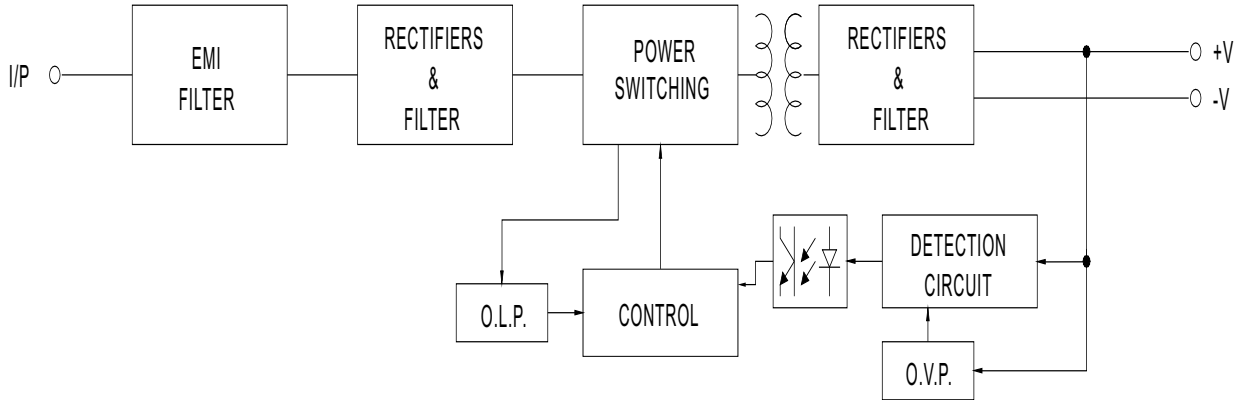 I/P
EMI
FILTER
RECTIFIERS
&
FILTER
POWER
SWITCHING
RECTIFIERS
&
FILTER
+V
-V
O.L.P.
CONTROL
DETECTION
CIRCUIT
O.V.P.